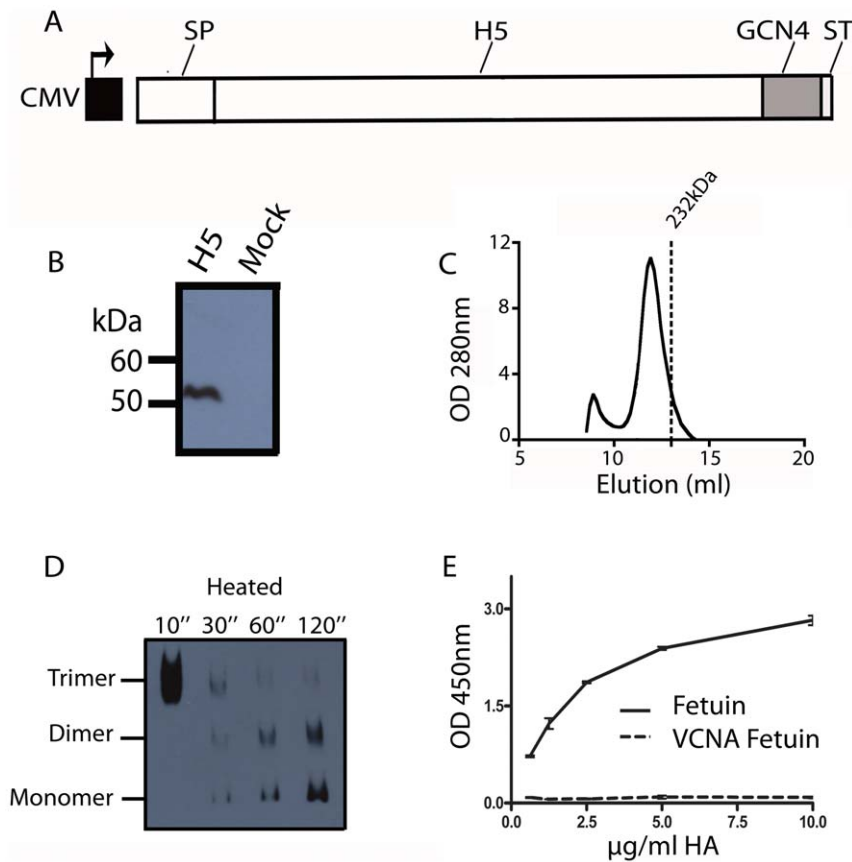 A
SP H5 GCN4 ST
CMV
B
H5 Mock
kDa
60
50
C
232kDa
12
8
4
0
OD 280nm
5 10 15 20
Elution (ml)
D
Heated
10″ 30″ 60″ 120″
Trimer
Dimer
Monomer
E
3.0
1.5
0.0
OD 450nm
Fetuin
VCNA Fetuin
0.0 2.5 5.0 7.5 10.0
µg/ml HA